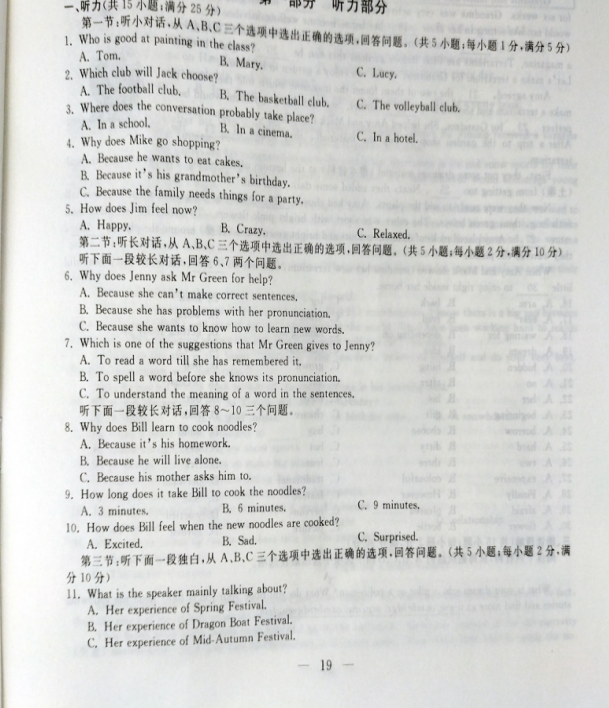 部分 听力部分
一、听力(共 15 小题;满分 25 分)
第一节:听小对话,从 A、B、C 三个选项中选出正确的选项,回答问题。(共 5 小题;每小题 1 分,满分 5 分)
1. Who is good at painting in the class?
A. Tom. B. Mary. C. Lucy.
2. Which club will Jack choose?
A. The football club. B. The basketball club. C. The volleyball club.
3. Where does the conversation probably take place?
A. In a school. B. In a cinema. C. In a hotel.
4. Why does Mike go shopping?
A. Because he wants to eat cakes.
B. Because it's his grandmother's birthday.
C. Because the family needs things for a party.
5. How does Jim feel now?
A. Happy. B. Crazy. C. Relaxed.
第二节:听长对话,从 A、B、C 三个选项中选出正确的选项,回答问题。(共 5 小题;每小题 2 分,满分 10 分)
听下面一段较长对话,回答 6、7 两个问题。
6. Why does Jenny ask Mr Green for help?
A. Because she can't make correct sentences.
B. Because she has problems with her pronunciation.
C. Because she wants to know how to learn new words.
7. Which is one of the suggestions that Mr Green gives to Jenny?
A. To read a word till she has remembered it.
B. To spell a word before she knows its pronunciation.
C. To understand the meaning of a word in the sentences.
听下面一段较长对话,回答 8~10 三个问题。
8. Why does Bill learn to cook noodles?
A. Because it's his homework.
B. Because he will live alone.
C. Because his mother asks him to.
9. How long does it take Bill to cook the noodles?
A. 3 minutes. B. 6 minutes. C. 9 minutes.
10. How does Bill feel when the new noodles are cooked?
A. Excited. B. Sad. C. Surprised.
第三节:听下面一段独白,从 A、B、C 三个选项中选出正确的选项,回答问题。(共 5 小题;每小题 2 分,满
分 10 分)
11. What is the speaker mainly talking about?
A. Her experience of Spring Festival.
B. Her experience of Dragon Boat Festival.
C. Her experience of Mid-Autumn Festival.
— 19 —